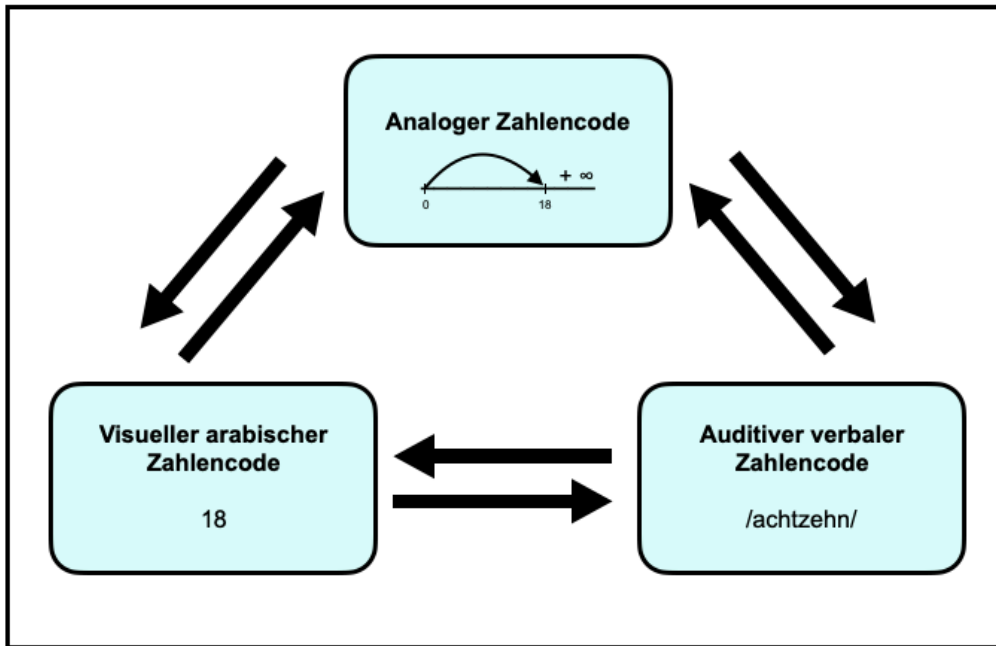 Analoger Zahlencode
+ ∞
0 18
Visueller arabischer
Zahlencode
18
Auditiver verbaler
Zahlencode
/achtzehn/